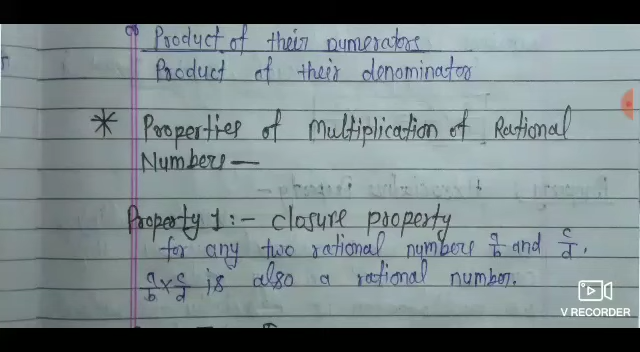 Product of their numerators
Product of their denominator
* Properties of Multiplication of Rational
Numbers—
Property 1:- closure property
for any two rational numbers a/b and c/d,
a/b × c/d is also a rational number.
V RECORDER